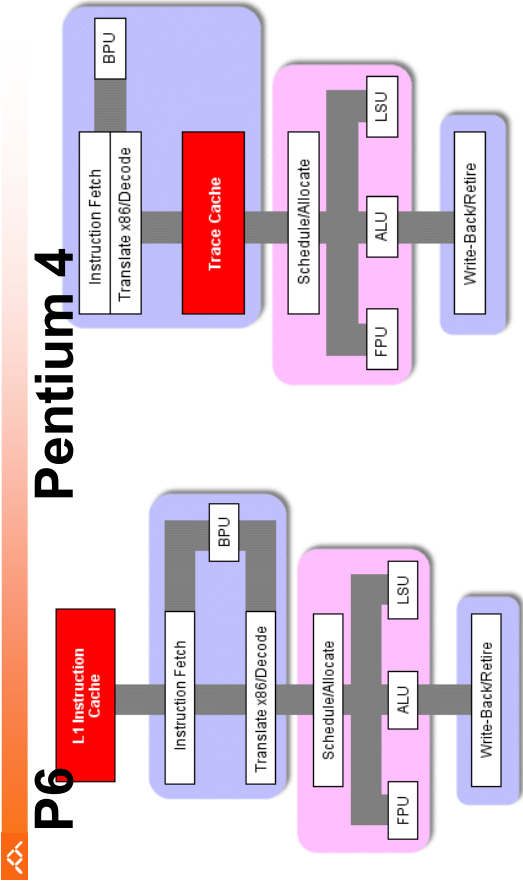 P6
L1 Instruction
Cache
Instruction Fetch
BPU
Translate x86/Decode
Schedule/Allocate
FPU
ALU
LSU
Write-Back/Retire
Pentium 4
BPU
Instruction Fetch
Translate x86/Decode
Trace Cache
Schedule/Allocate
FPU
ALU
LSU
Write-Back/Retire